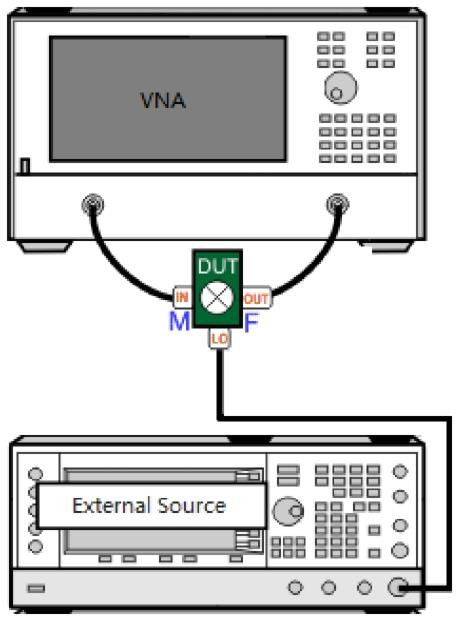 VNA
DUT
IN
OUT
M
F
LO
External Source